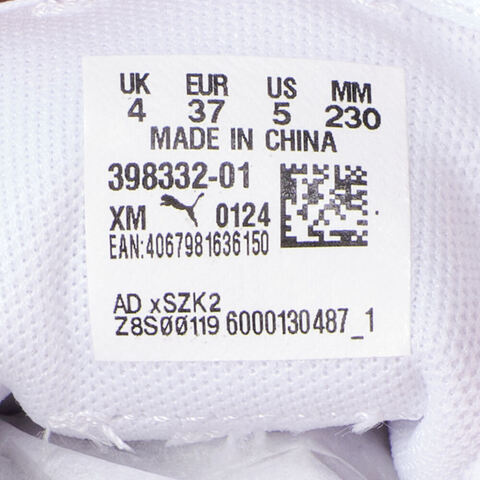 UK EUR US MM
4 37 5 230
MADE IN CHINA
398332-01
XM 0124
EAN:4067981636150
AD xSZK2
Z8S00119 6000130487_1